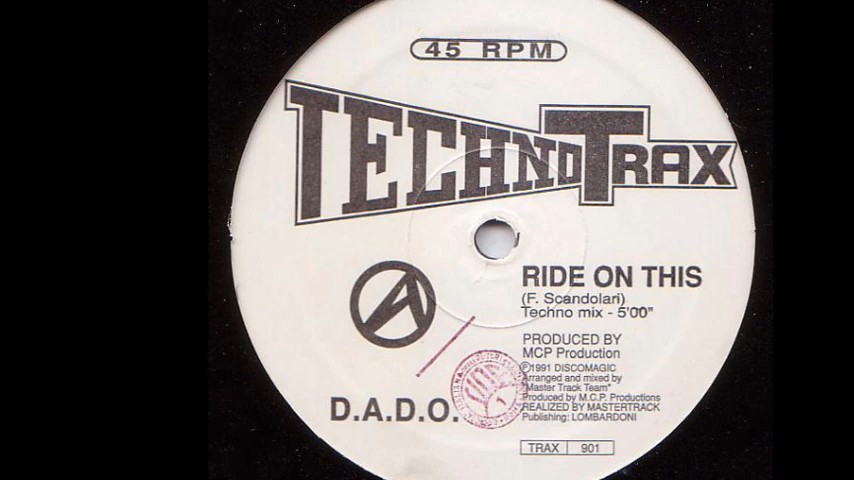 45 RPM
TECHNOTRAX
RIDE ON THIS
(F. Scandolari)
Techno mix - 5'00"
PRODUCED BY
MCP Production
℗1991 DISCOMAGIC
Arranged and mixed by
"Master Track Team"
Produced by M.C.P. Productions
REALIZED BY MASTERTRACK
Publishing: LOMBARDONI
A
D.A.D.O.
1
TRAX 901